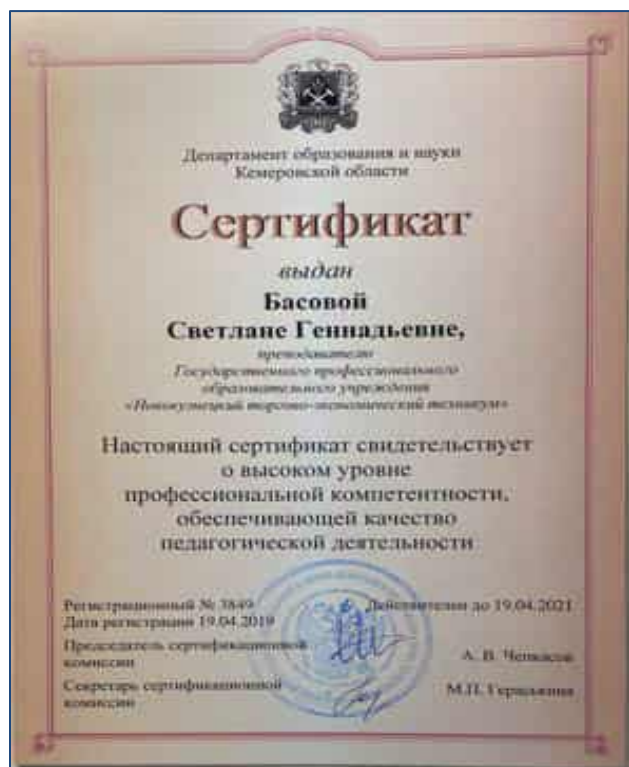 Департамент образования и науки
Кемеровской области
Сертификат
выдан
Басовой
Светлане Геннадьевне,
преподавателю
Государственного профессионального
образовательного учреждения
«Новокузнецкий торгово-экономический техникум»
Настоящий сертификат свидетельствует
о высоком уровне
профессиональной компетентности,
обеспечивающей качество
педагогической деятельности
Регистрационный № 3849 Действителен до 19.04.2021
Дата регистрации 19.04.2019
Председатель сертификационной
комиссии А. В. Чепкасов
Секретарь сертификационной
комиссии М.П.